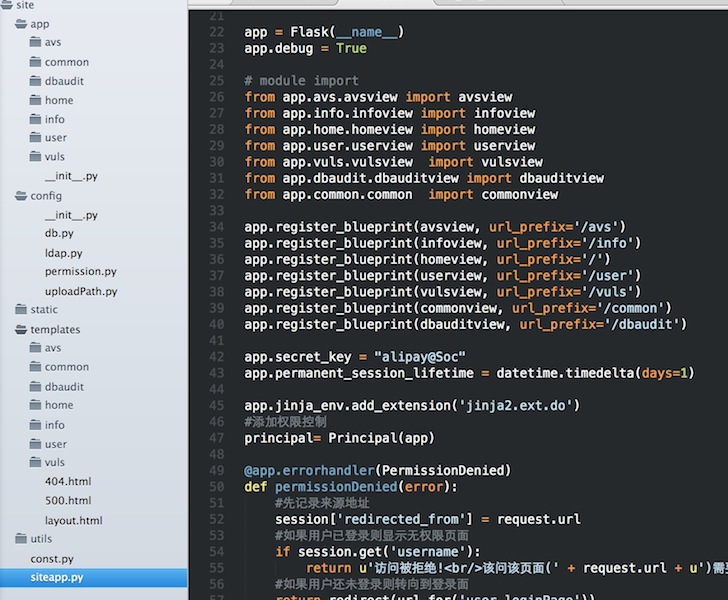 site
app
avs
common
dbaudit
home
info
user
vuls
__init__.py
config
__init__.py
db.py
ldap.py
permission.py
uploadPath.py
static
templates
avs
common
dbaudit
home
info
user
vuls
404.html
500.html
layout.html
utils
const.py
siteapp.py
21
22 app = Flask(__name__)
23 app.debug = True
24
25 # module import
26 from app.avs.avsview import avsview
27 from app.info.infoview import infoview
28 from app.home.homeview import homeview
29 from app.user.userview import userview
30 from app.vuls.vulsview  import vulsview
31 from app.dbaudit.dbauditview import dbauditview
32 from app.common.common  import commonview
33
34 app.register_blueprint(avsview, url_prefix='/avs')
35 app.register_blueprint(infoview, url_prefix='/info')
36 app.register_blueprint(homeview, url_prefix='/')
37 app.register_blueprint(userview, url_prefix='/user')
38 app.register_blueprint(vulsview, url_prefix='/vuls')
39 app.register_blueprint(commonview, url_prefix='/common')
40 app.register_blueprint(dbauditview, url_prefix='/dbaudit')
41
42 app.secret_key = "alipay@Soc"
43 app.permanent_session_lifetime = datetime.timedelta(days=1)
44
45 app.jinja_env.add_extension('jinja2.ext.do')
46 #添加权限控制
47 principal= Principal(app)
48
49 @app.errorhandler(PermissionDenied)
50 def permissionDenied(error):
51 #先记录来源地址
52 session['redirected_from'] = request.url
53 #如果用户已登录则显示无权限页面
54 if session.get('username'):
55 return u'访问被拒绝!<br/>该问该页面(' + request.url + u')需
56 #如果用户还未登录则转向到登录面
57 return redirect(url_for('user.loginPage'))